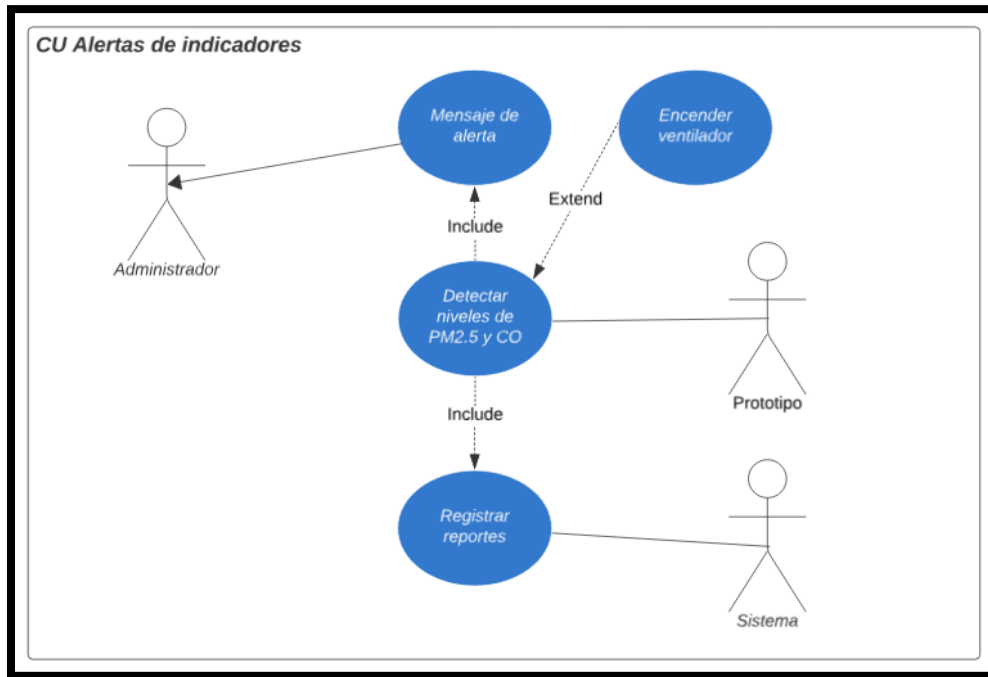 CU Alertas de indicadores
Mensaje de
alerta
Encender
ventilador
Extend
Include
Administrador
Detectar
niveles de
PM2.5 y CO
Prototipo
Include
Registrar
reportes
Sistema